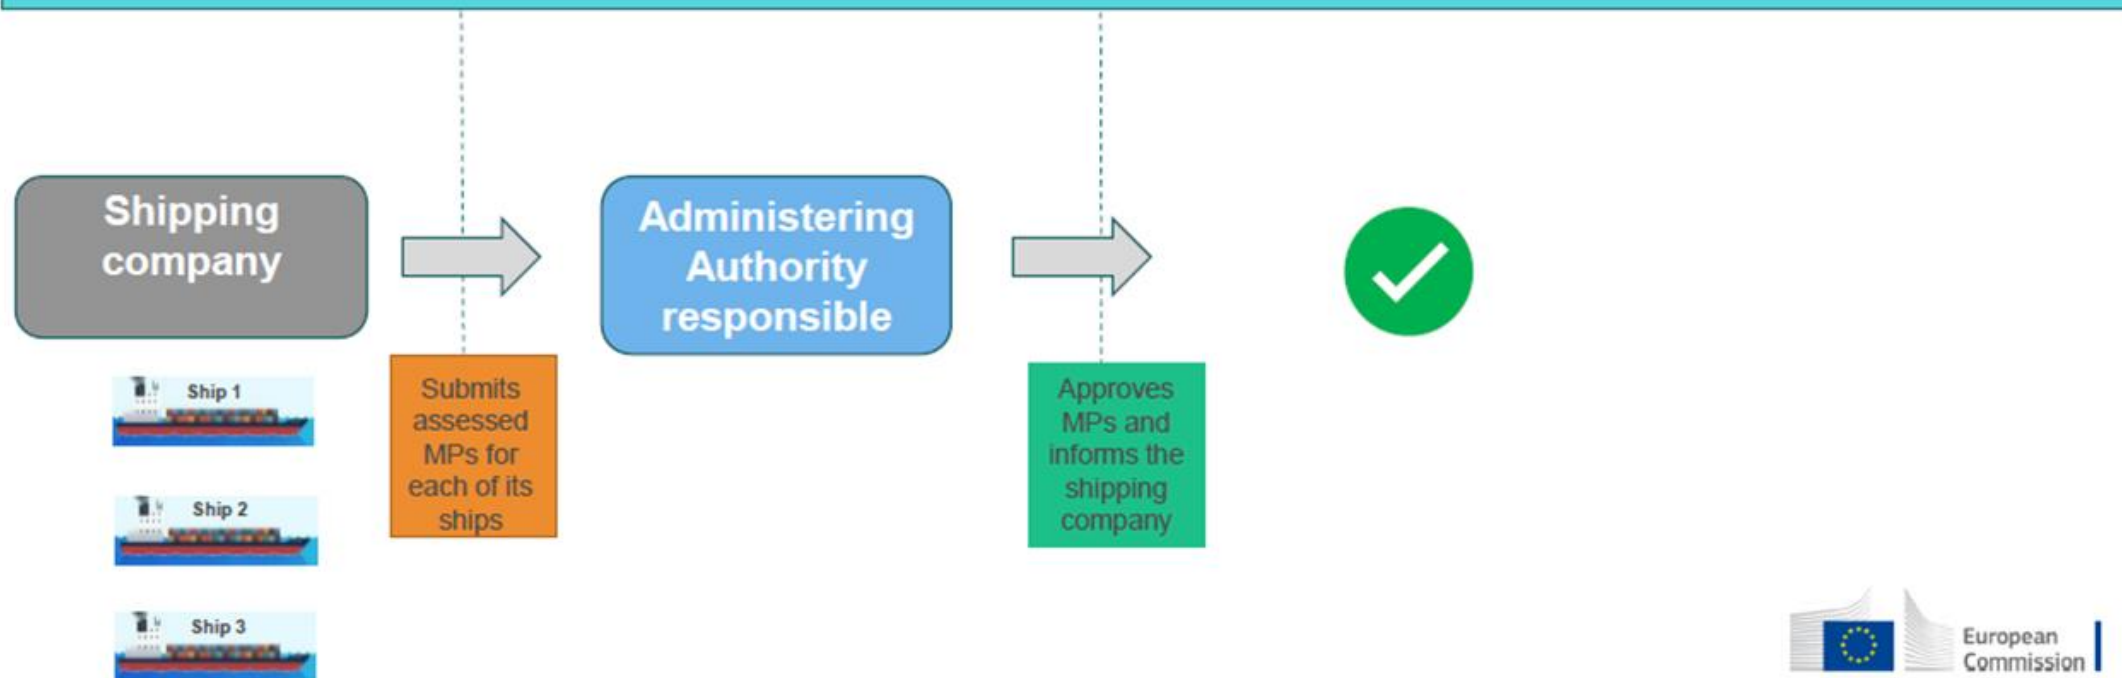 Shipping
company
Administering
Authority
responsible
Ship 1
Ship 2
Ship 3
Submits
assessed
MPs for
each of its
ships
Approves
MPs and
informs the
shipping
company
European
Commission